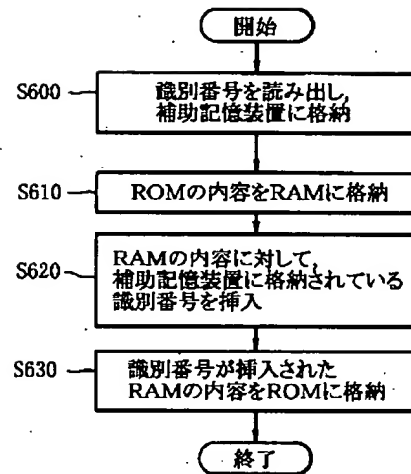 開始
S600
識別番号を読み出し,
補助記憶装置に格納
S610
ROMの内容をRAMに格納
S620
RAMの内容に対して,
補助記憶装置に格納されている
識別番号を挿入
S630
識別番号が挿入された
RAMの内容をROMに格納
終了